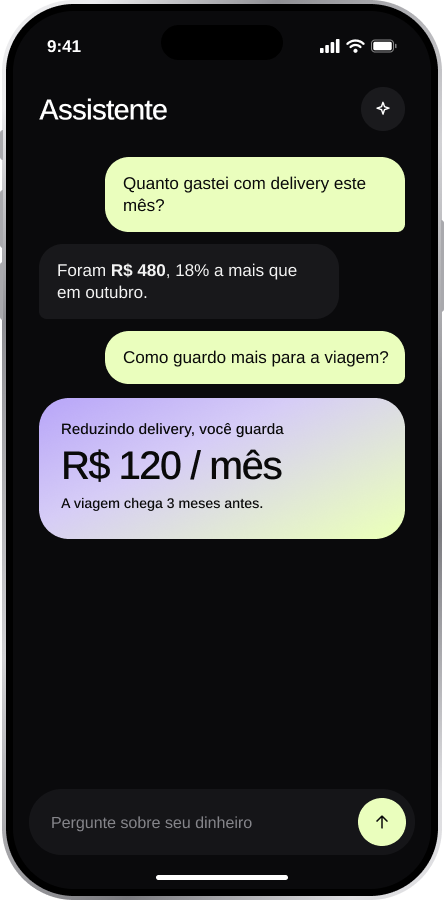 9:41
Assistente
Quanto gastei com delivery este
mês?
Foram R$ 480, 18% a mais que
em outubro.
Como guardo mais para a viagem?
Reduzindo delivery, você guarda
R$ 120 / mês
A viagem chega 3 meses antes.
Pergunte sobre seu dinheiro